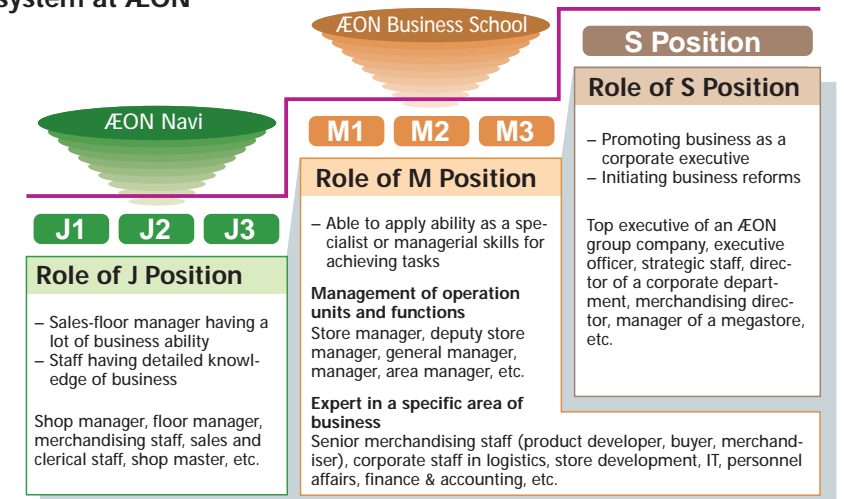 system at ÆON
ÆON Navi
J1 J2 J3
Role of J Position
– Sales-floor manager having a
lot of business ability
– Staff having detailed knowl-
edge of business
Shop manager, floor manager,
merchandising staff, sales and
clerical staff, shop master, etc.
ÆON Business School
M1 M2 M3
Role of M Position
– Able to apply ability as a spe-
cialist or managerial skills for
achieving tasks
Management of operation
units and functions
Store manager, deputy store
manager, general manager,
manager, area manager, etc.
Expert in a specific area of
business
Senior merchandising staff (product developer, buyer, merchand-
iser), corporate staff in logistics, store development, IT, personnel
affairs, finance & accounting, etc.
S Position
Role of S Position
– Promoting business as a
corporate executive
– Initiating business reforms
Top executive of an ÆON
group company, executive
officer, strategic staff, direc-
tor of a corporate depart-
ment, merchandising direc-
tor, manager of a megastore,
etc.